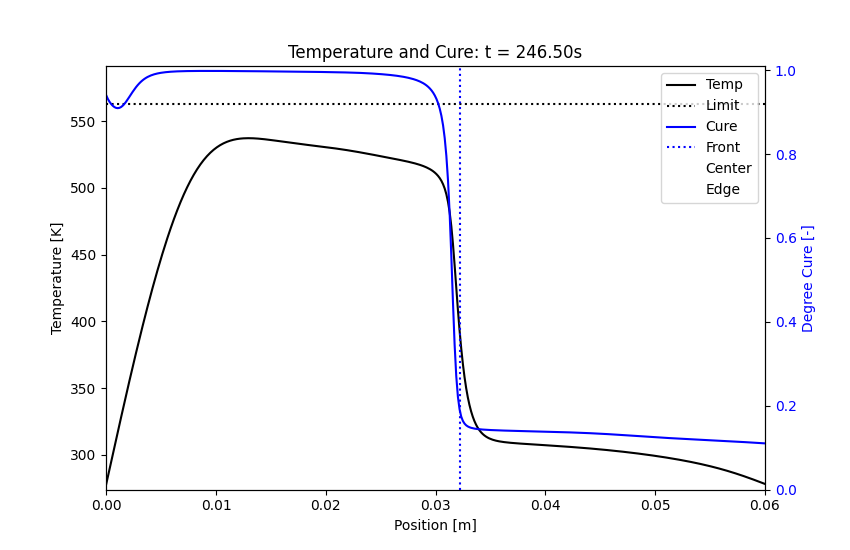 Temperature and Cure: t = 246.50s
Temp
Limit
Cure
Front
Center
Edge
550
500
450
400
350
300
Temperature [K]
1.0
0.8
0.6
0.4
0.2
0.0
Degree Cure [-]
0.00 0.01 0.02 0.03 0.04 0.05 0.06
Position [m]